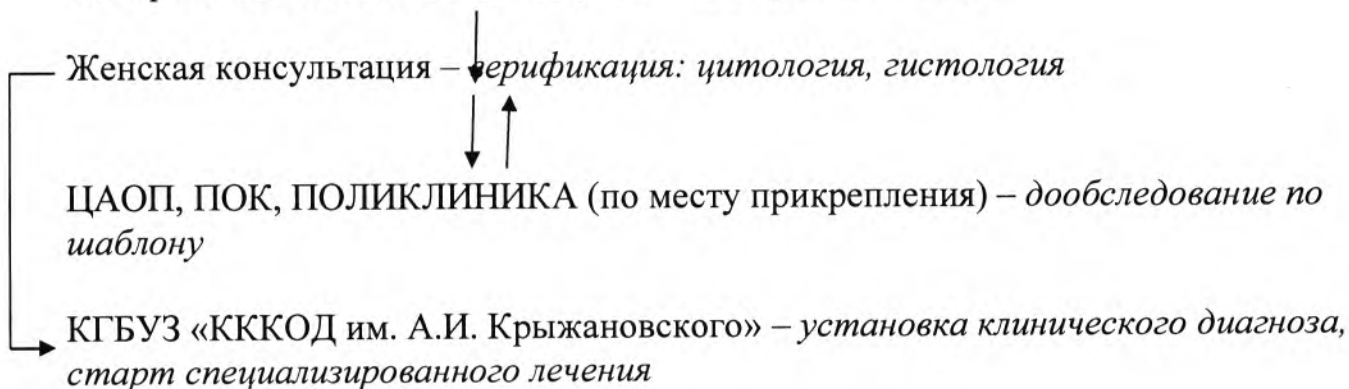 Женская консультация – верификация: цитология, гистология
ЦАОП, ПОК, ПОЛИКЛИНИКА (по месту прикрепления) – дообследование по
шаблону
КГБУЗ «КККОД им. А.И. Крыжановского» – установка клинического диагноза,
старт специализированного лечения